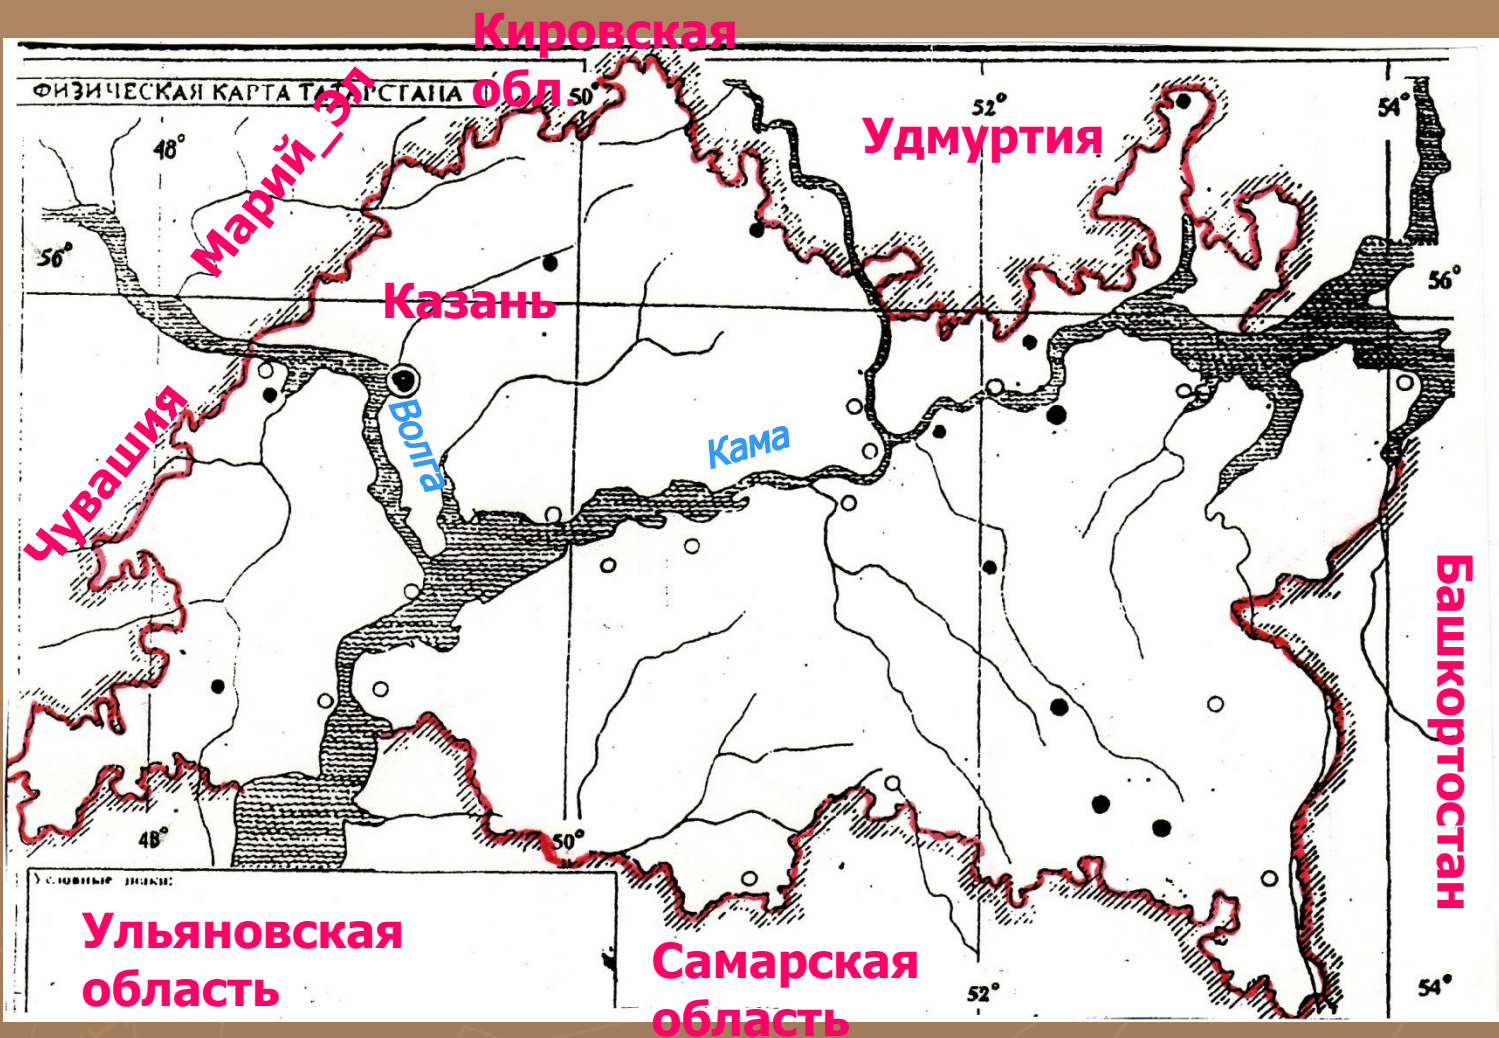 Кировская
обл.
ФИЗИЧЕСКАЯ КАРТА ТАТАРСТАНА
50°
52°
54°
48°
Марий_Эл
Удмуртия
56°
56°
Казань
Чувашия
Волга
Кама
Башкортостан
48°
50°
Условные знаки:
Ульяновская
область
Самарская
область
52°
54°